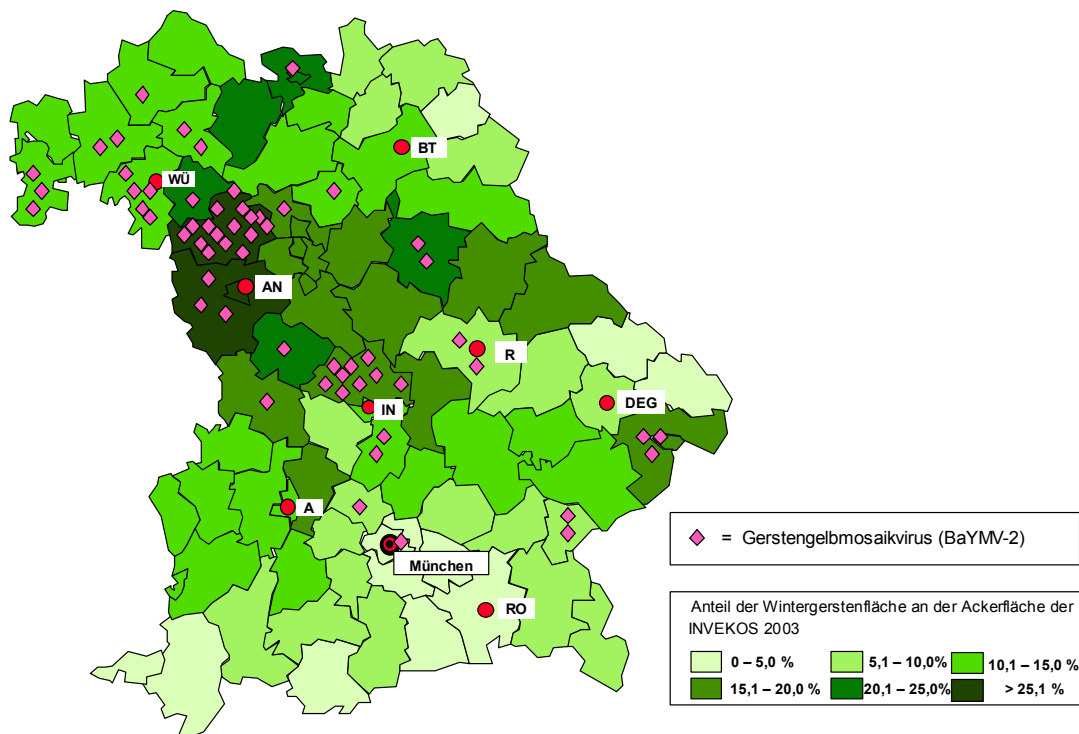 BT
WÜ
AN
R
DEG
IN
A
München
RO
= Gerstengelbmosaikvirus (BaYMV-2)
Anteil der Wintergerstenfläche an der Ackerfläche der
INVEKOS 2003
0 – 5,0 % 5,1 – 10,0% 10,1 – 15,0 %
15,1 – 20,0 % 20,1 – 25,0% > 25,1 %